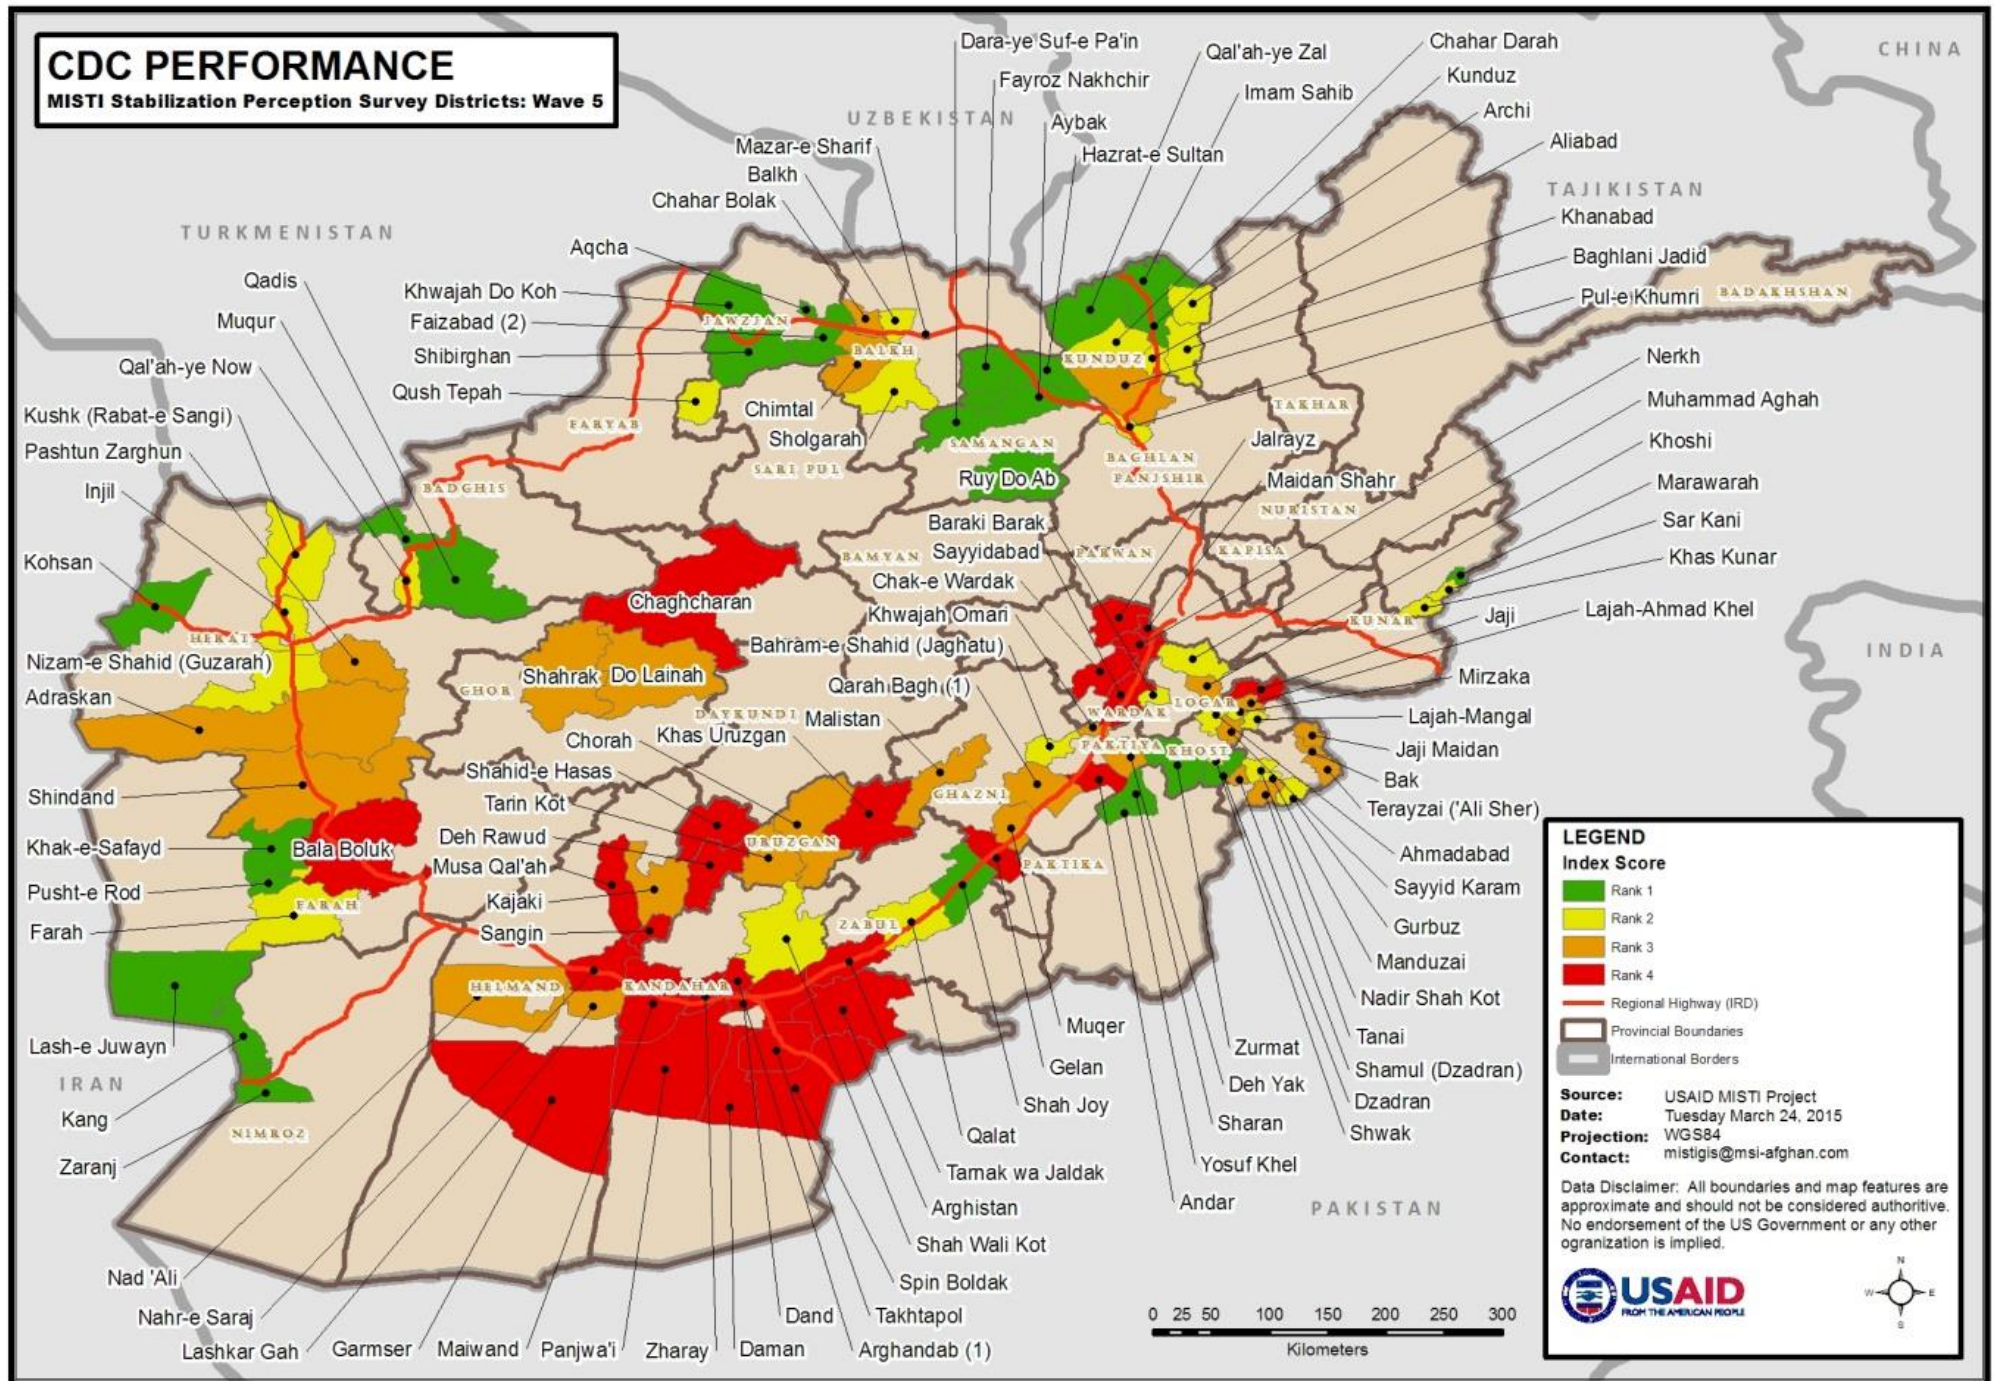 CDC PERFORMANCE
MISTI Stabilization Perception Survey Districts: Wave 5
CHINA
UZBEKISTAN
TAJIKISTAN
TURKMENISTAN
INDIA
IRAN
PAKISTAN
Dara-ye Suf-e Pa'in
Fayroz Nakhchir
Aybak
Hazrat-e Sultan
Qal'ah-ye Zal
Imam Sahib
Chahar Darah
Kunduz
Archi
Aliabad
Khanabad
Baghlani Jadid
Pul-e Khumri
Mazar-e Sharif
Balkh
Chahar Bolak
Aqcha
Khwajah Do Koh
Faizabad (2)
Shibirghan
Qush Tepah
Qadis
Muqur
Qal'ah-ye Now
Kushk (Rabat-e Sangi)
Pashtun Zarghun
Injil
Kohsan
Nizam-e Shahid (Guzarah)
Adraskan
Shindand
Khak-e-Safayd
Pusht-e Rod
Farah
Lash-e Juwayn
Kang
Zaranj
Chimtal
Sholgarah
Ruy Do Ab
Jalrayz
Maidan Shahr
Baraki Barak
Sayyidabad
Chak-e Wardak
Khwajah Omari
Bahram-e Shahid (Jaghatu)
Qarah Bagh (1)
Malistan
Khas Uruzgan
Chorah
Shahid-e Hasas
Tarin Kot
Deh Rawud
Musa Qal'ah
Kajaki
Sangin
Chaghcharan
Shahrak
Do Lainah
Bala Boluk
Nerkh
Muhammad Aghah
Khoshi
Marawarah
Sar Kani
Khas Kunar
Jaji
Lajah-Ahmad Khel
Mirzaka
Lajah-Mangal
Jaji Maidan
Bak
Terayzai ('Ali Sher)
Ahmadabad
Sayyid Karam
Gurbuz
Manduzai
Nadir Shah Kot
Tanai
Shamul (Dzadran)
Dzadran
Shwak
Zurmat
Deh Yak
Sharan
Yosuf Khel
Andar
Muqer
Gelan
Shah Joy
Qalat
Tarnak wa Jaldak
Arghistan
Shah Wali Kot
Spin Boldak
Takhtapol
Arghandab (1)
Dand
Daman
Zharay
Panjwa'i
Maiwand
Garmser
Lashkar Gah
Nahr-e Saraj
Nad 'Ali
JAWZJAN
BALKH
KUNDUZ
BADAKHSHAN
TAKHAR
FARYAB
SARI PUL
SAMANGAN
BAGHLAN
PANJSHIR
NURISTAN
BADGHIS
BAMYAN
PARWAN
KAPISA
KUNAR
HERAT
GHOR
DAYKUNDI
WARDAK
LOGAR
PAKTIYA
KHOST
GHAZNI
URUZGAN
PAKTIKA
FARAH
ZABUL
HELMAND
KANDAHAR
NIMROZ
LEGEND
Index Score
Rank 1
Rank 2
Rank 3
Rank 4
Regional Highway (IRD)
Provincial Boundaries
International Borders
Source: USAID MISTI Project
Date: Tuesday March 24, 2015
Projection: WGS84
Contact: mistigis@msi-afghan.com
Data Disclaimer: All boundaries and map features are
approximate and should not be considered authoritive.
No endorsement of the US Government or any other
ogranization is implied.
USAID
FROM THE AMERICAN PEOPLE
N
W
E
S
0 25 50 100 150 200 250 300
Kilometers